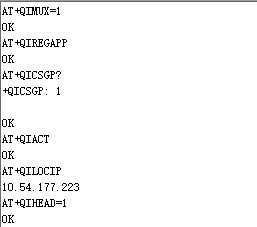 AT+QIMUX=1
OK
AT+QIREGAPP
OK
AT+QICSGP?
+QICSGP: 1
OK
AT+QIACT
OK
AT+QILOCIP
10.54.177.223
AT+QIHEAD=1
OK